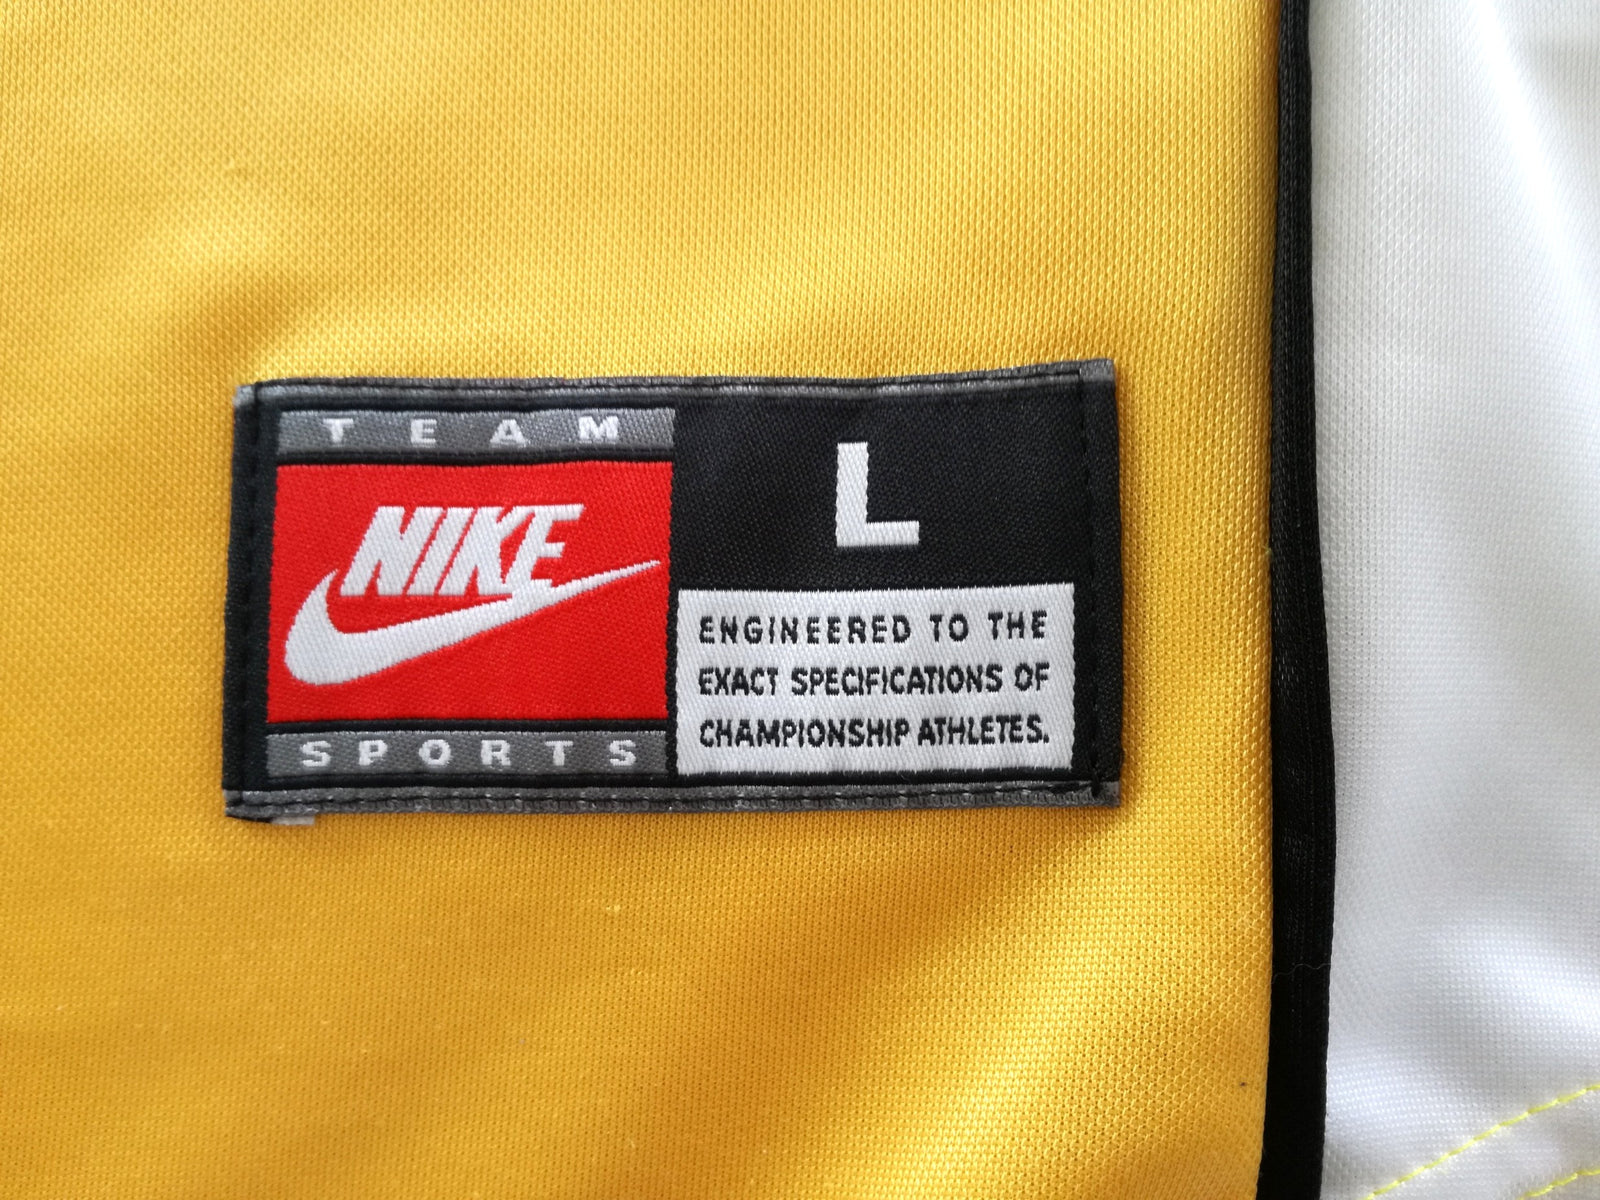 TEAM
NIKE
SPORTS
L
ENGINEERED TO THE
EXACT SPECIFICATIONS OF
CHAMPIONSHIP ATHLETES.